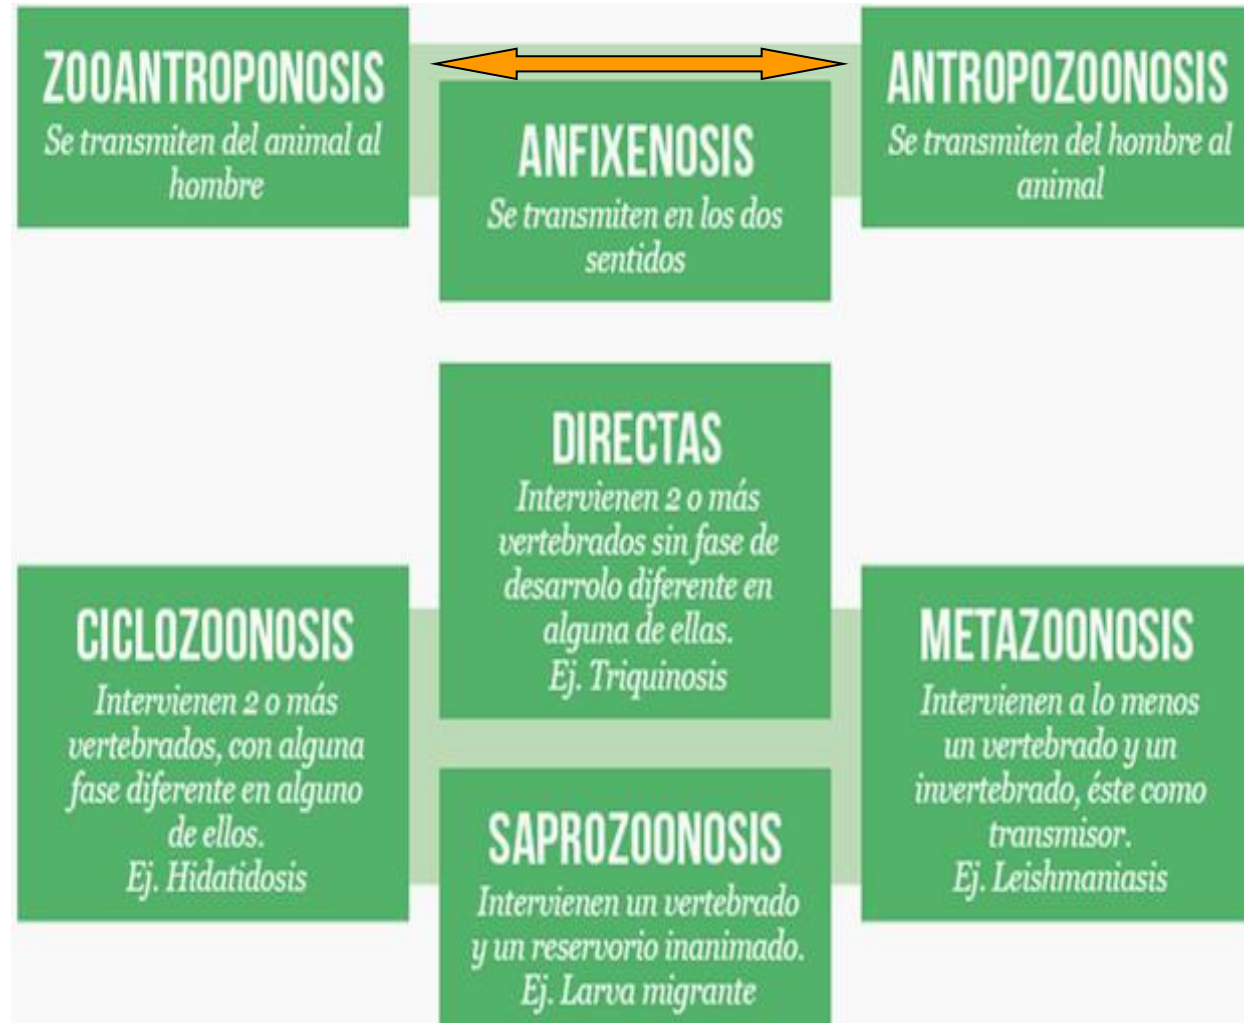 ZOOANTROPONOSIS
Se transmiten del animal al
hombre
ANFIXENOSIS
Se transmiten en los dos
sentidos
ANTROPOZOONOSIS
Se transmiten del hombre al
animal
DIRECTAS
Intervienen 2 o más
vertebrados sin fase de
desarrolo diferente en
alguna de ellas.
Ej. Triquinosis
CICLOZOONOSIS
Intervienen 2 o más
vertebrados, con alguna
fase diferente en alguno
de ellos.
Ej. Hidatidosis
METAZOONOSIS
Intervienen a lo menos
un vertebrado y un
invertebrado, éste como
transmisor.
Ej. Leishmaniasis
SAPROZOONOSIS
Intervienen un vertebrado
y un reservorio inanimado.
Ej. Larva migrante